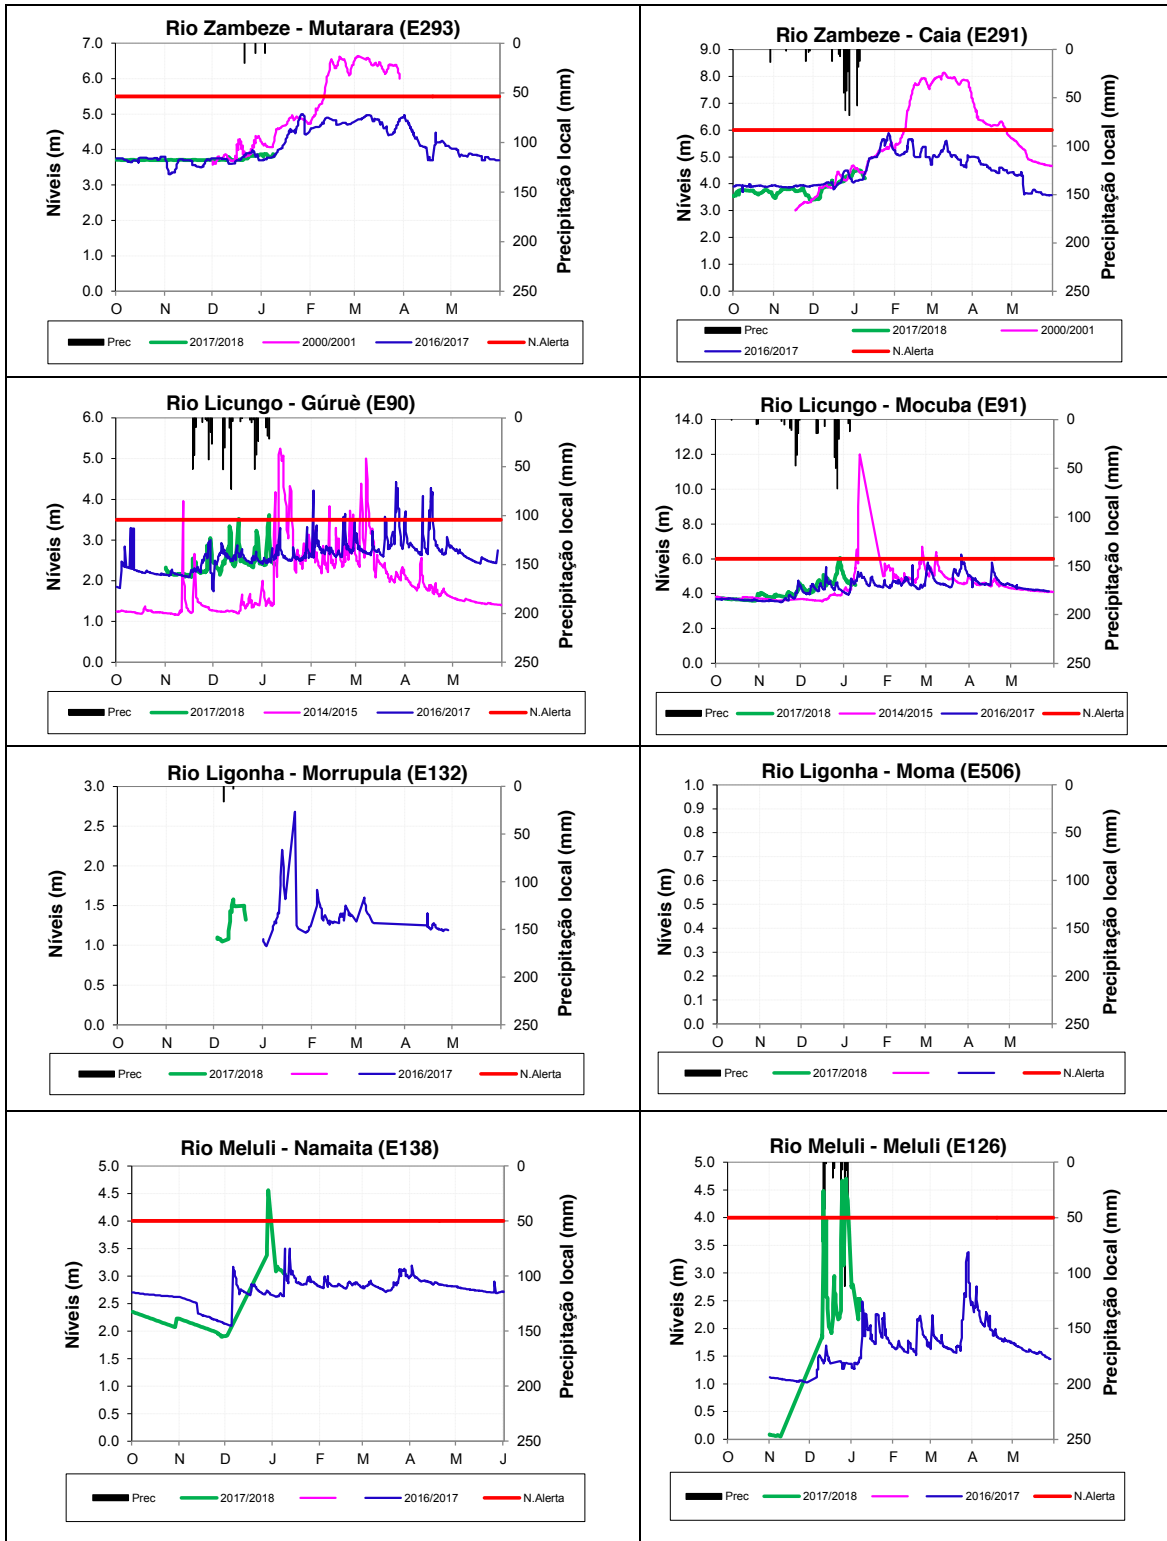 Rio Zambeze - Mutarara (E293)
Níveis (m)
7.0
6.0
5.0
4.0
3.0
2.0
1.0
0.0
0
50
100
150
200
250
Precipitação local (mm)
O N D J F M A M
Prec 2017/2018 2000/2001 2016/2017 N.Alerta
Rio Zambeze - Caia (E291)
Níveis (m)
9.0
8.0
7.0
6.0
5.0
4.0
3.0
2.0
1.0
0.0
0
50
100
150
200
250
Precipitação local (mm)
O N D J F M A M
Prec 2017/2018 2000/2001
2016/2017 N.Alerta
Rio Licungo - Gúruè (E90)
Níveis (m)
6.0
5.0
4.0
3.0
2.0
1.0
0.0
0
50
100
150
200
250
Precipitação local (mm)
O N D J F M A M
Prec 2017/2018 2014/2015 2016/2017 N.Alerta
Rio Licungo - Mocuba (E91)
Níveis (m)
14.0
12.0
10.0
8.0
6.0
4.0
2.0
0.0
0
50
100
150
200
250
Precipitação local (mm)
O N D J F M A M
Prec 2017/2018 2014/2015 2016/2017 N.Alerta
Rio Ligonha - Morrupula (E132)
Níveis (m)
3.0
2.5
2.0
1.5
1.0
0.5
0.0
0
50
100
150
200
250
Precipitação local (mm)
O N D J F M A M
Prec 2017/2018 2016/2017 N.Alerta
Rio Ligonha - Moma (E506)
Níveis (m)
1.0
0.9
0.8
0.7
0.6
0.5
0.4
0.3
0.2
0.1
0.0
0
50
100
150
200
250
Precipitação local (mm)
O N D J F M A M
Prec 2017/2018 N.Alerta
Rio Meluli - Namaita (E138)
Níveis (m)
5.0
4.5
4.0
3.5
3.0
2.5
2.0
1.5
1.0
0.5
0.0
0
50
100
150
200
250
Precipitação local (mm)
O N D J F M A M J
Prec 2017/2018 2016/2017 N.Alerta
Rio Meluli - Meluli (E126)
Níveis (m)
5.0
4.5
4.0
3.5
3.0
2.5
2.0
1.5
1.0
0.5
0.0
0
50
100
150
200
250
Precipitação local (mm)
O N D J F M A M
Prec 2017/2018 2016/2017 N.Alerta